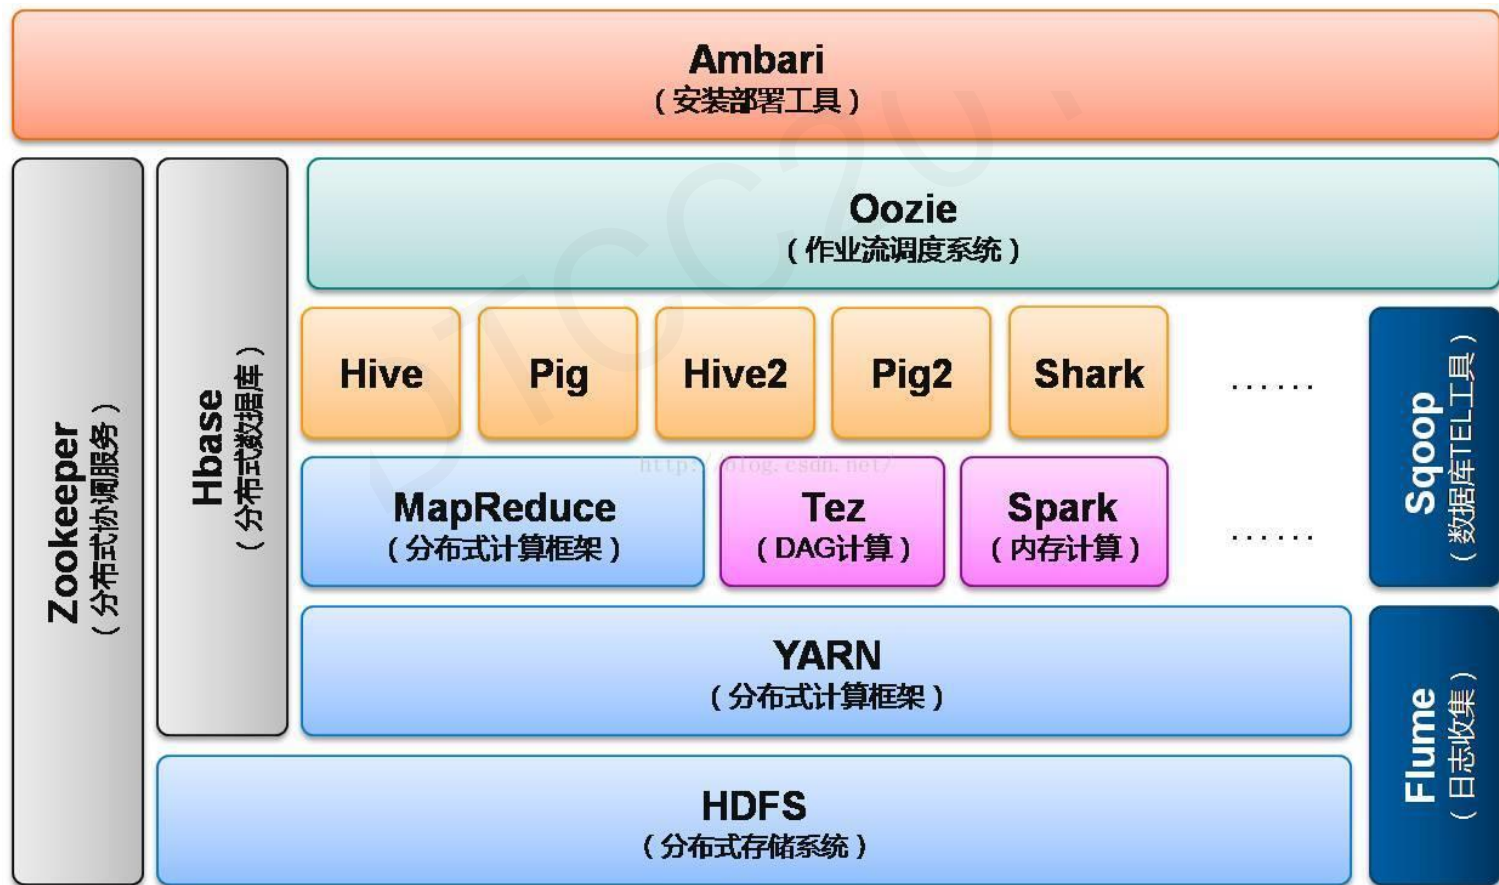 Ambari
（安装部署工具）
Oozie
（作业流调度系统）
Zookeeper
（分布式协调服务）
Hbase
（分布式数据库）
Hive
Pig
Hive2
Pig2
Shark
……
Sqoop
（数据库TEL工具）
http://blog.csdn.net/
MapReduce
（分布式计算框架）
Tez
（DAG计算）
Spark
（内存计算）
……
YARN
（分布式计算框架）
Flume
（日志收集）
HDFS
（分布式存储系统）